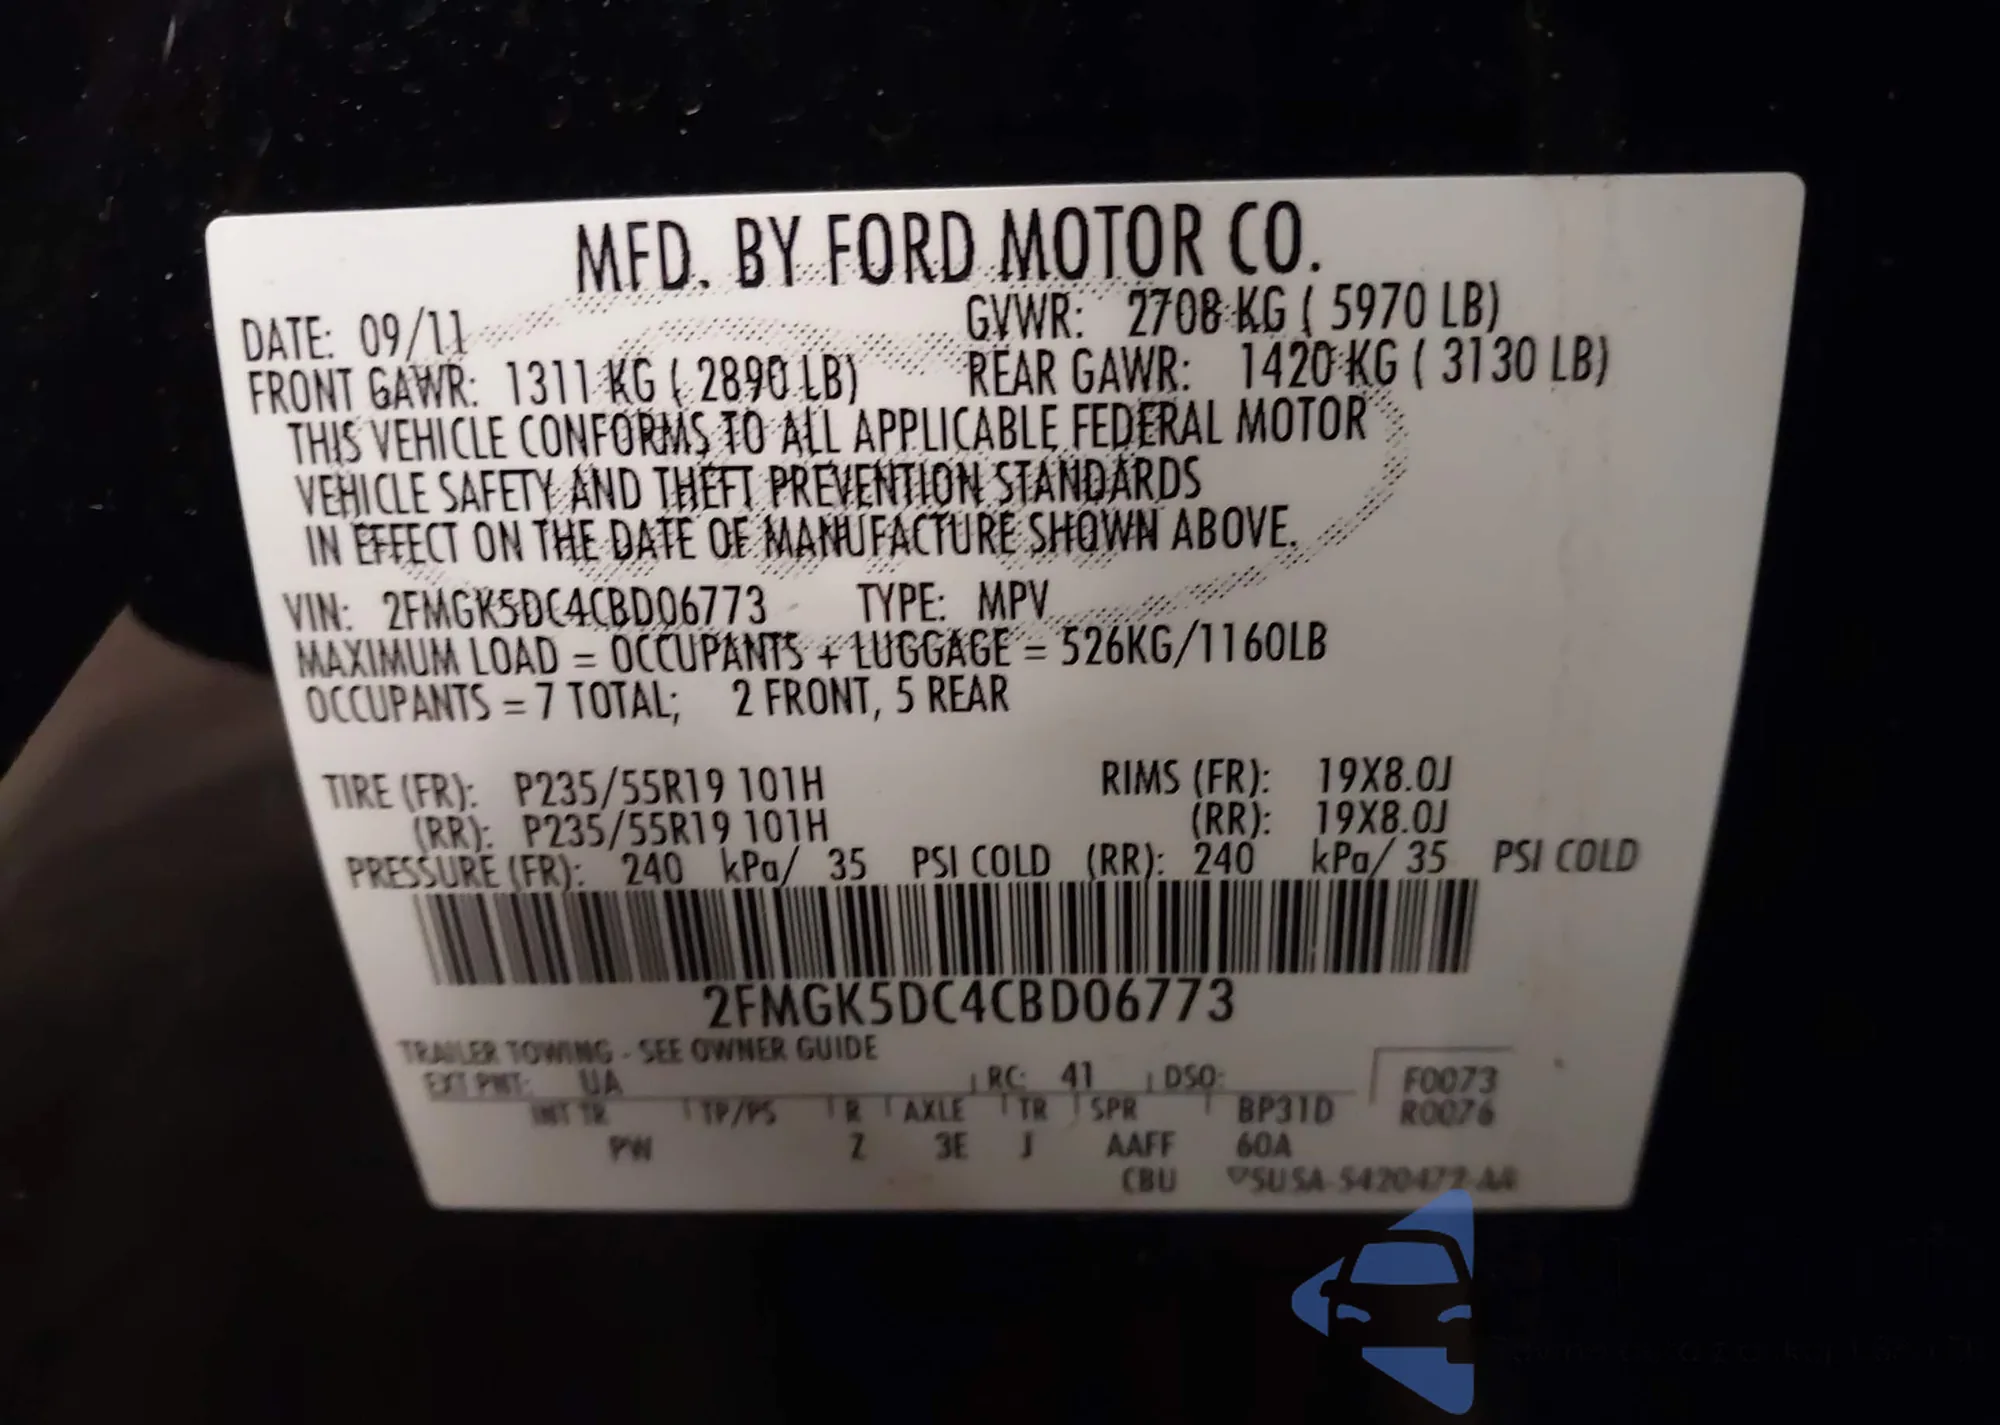 MFD. BY FORD MOTOR CO.
DATE: 09/11 GVWR: 2708 KG ( 5970 LB)
FRONT GAWR: 1311 KG ( 2890 LB) REAR GAWR: 1420 KG ( 3130 LB)
THIS VEHICLE CONFORMS TO ALL APPLICABLE FEDERAL MOTOR
VEHICLE SAFETY AND THEFT PREVENTION STANDARDS
IN EFFECT ON THE DATE OF MANUFACTURE SHOWN ABOVE.
VIN: 2FMGK5DC4CBD06773 TYPE: MPV
MAXIMUM LOAD = OCCUPANTS + LUGGAGE = 526KG/1160LB
OCCUPANTS = 7 TOTAL; 2 FRONT, 5 REAR
TIRE (FR): P235/55R19 101H RIMS (FR): 19X8.0J
(RR): P235/55R19 101H (RR): 19X8.0J
PRESSURE (FR): 240 kPa/ 35 PSI COLD (RR): 240 kPa/ 35 PSI COLD
2FMGK5DC4CBD06773
TRAILER TOWING - SEE OWNER GUIDE
EXT PNT: UA RC: 41 DSO: F0073
INT TR TP/PS R AXLE TR SPR BP31D R0076
PW Z 3E J AAFF 60A
CBU